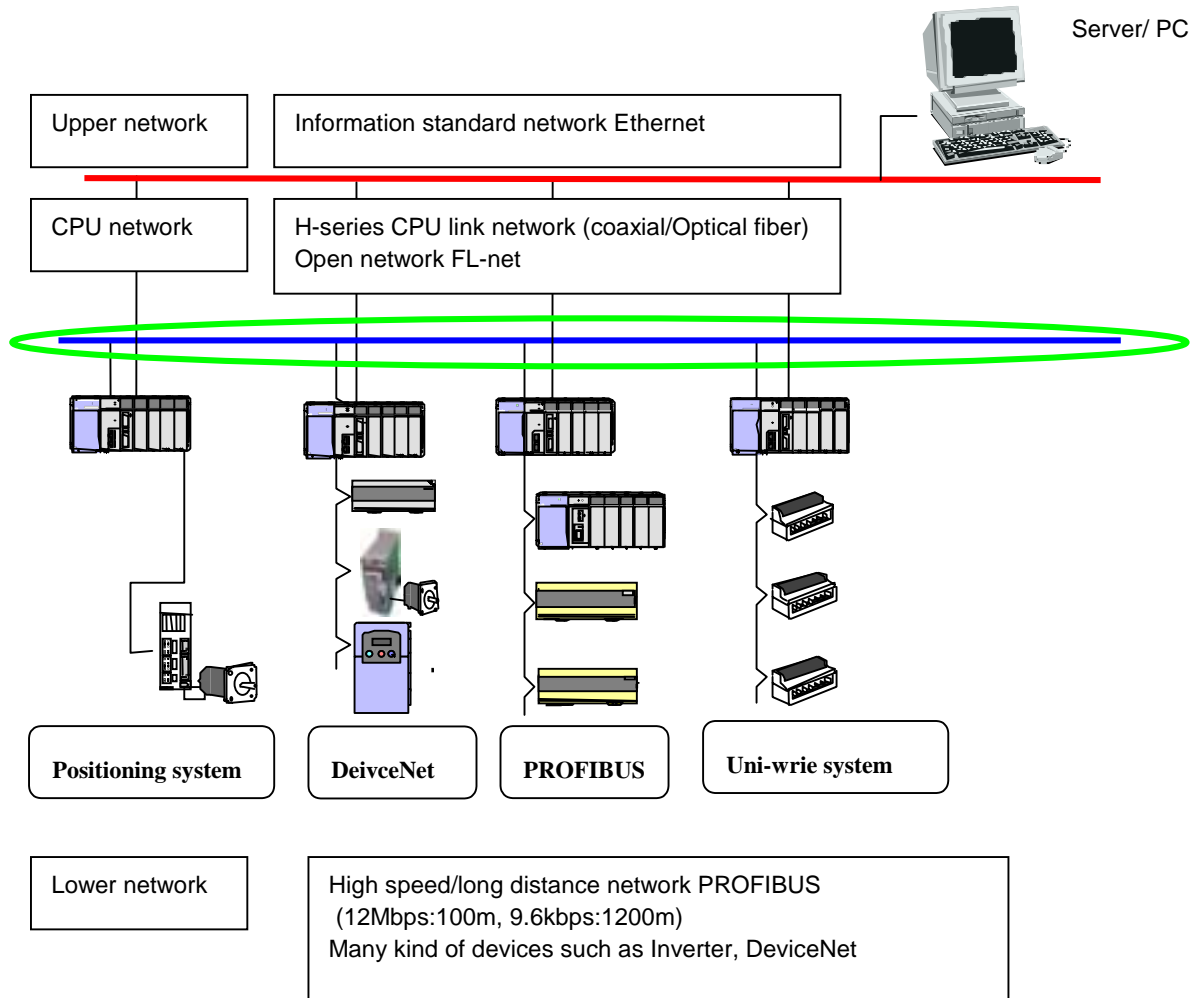 Server/ PC
Upper network
Information standard network Ethernet
CPU network
H-series CPU link network (coaxial/Optical fiber)
Open network FL-net
Positioning system
DeivceNet
PROFIBUS
Uni-wrie system
Lower network
High speed/long distance network PROFIBUS
(12Mbps:100m, 9.6kbps:1200m)
Many kind of devices such as Inverter, DeviceNet